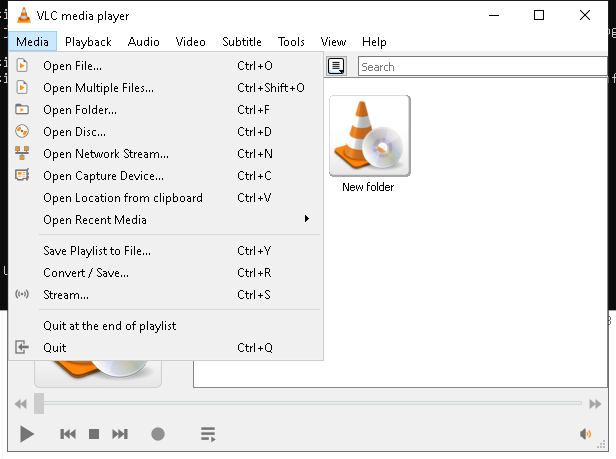 VLC media player
Media Playback Audio Video Subtitle Tools View Help
Open File... Ctrl+O
Open Multiple Files... Ctrl+Shift+O
Open Folder... Ctrl+F
Open Disc... Ctrl+D
Open Network Stream... Ctrl+N
Open Capture Device... Ctrl+C
Open Location from clipboard Ctrl+V
Open Recent Media
Save Playlist to File... Ctrl+Y
Convert / Save... Ctrl+R
Stream... Ctrl+S
Quit at the end of playlist
Quit Ctrl+Q
Search
New folder